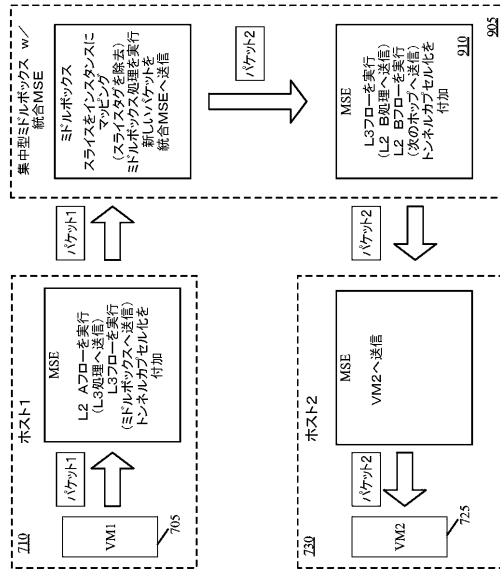 集中型ミドルボックス w/
統合MSE
ミドルボックス
スライスをインスタンスに
マッピング
(スライスタグを除去)
ミドルボックス処理を実行
新しいパケットを
統合MSEへ送信
パケット2
MSE
L3フローを実行
(L2 B処理へ送信)
L2 Bフローを実行
(次のホップへ送信)
トンネルカプセル化を
付加
910
905
パケット1
パケット2
ホスト1
710
VM1
705
パケット1
MSE
L2 Aフローを実行
(L3処理へ送信)
L3フローを実行
(ミドルボックスへ送信)
トンネルカプセル化を
付加
ホスト2
730
VM2
725
パケット2
MSE
VM2へ送信